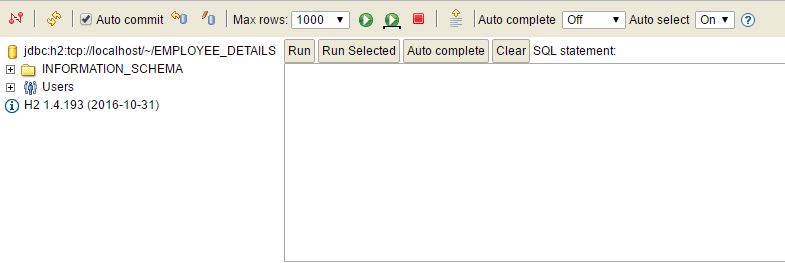 Auto commit Max rows: 1000 Auto complete Off Auto select On ?
jdbc:h2:tcp://localhost/~/EMPLOYEE_DETAILS
INFORMATION_SCHEMA
Users
H2 1.4.193 (2016-10-31)
Run Run Selected Auto complete Clear SQL statement: